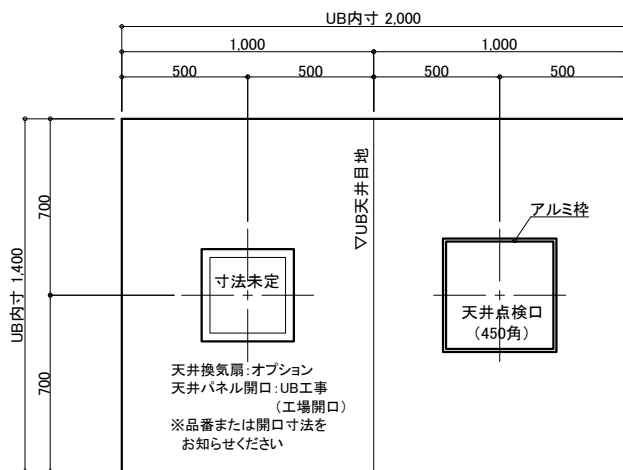 UB内寸 2,000
1,000
1,000
500
500
500
500
UB内寸 1,400
700
700
▽UB天井目地
アルミ枠
寸法未定
天井点検口
（450角）
天井換気扇：オプション
天井パネル開口：UB工事
（工場開口）
※品番または開口寸法を
お知らせください